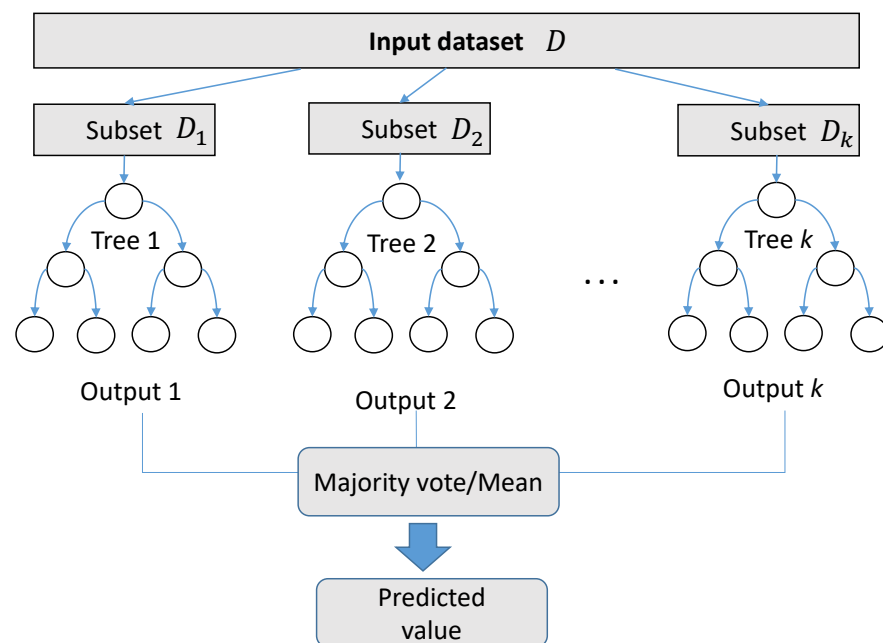 Input dataset D
Subset D₁
Subset D₂
Subset Dₖ
Tree 1
Tree 2
Tree k
. . .
Output 1
Output 2
Output k
Majority vote/Mean
Predicted
value